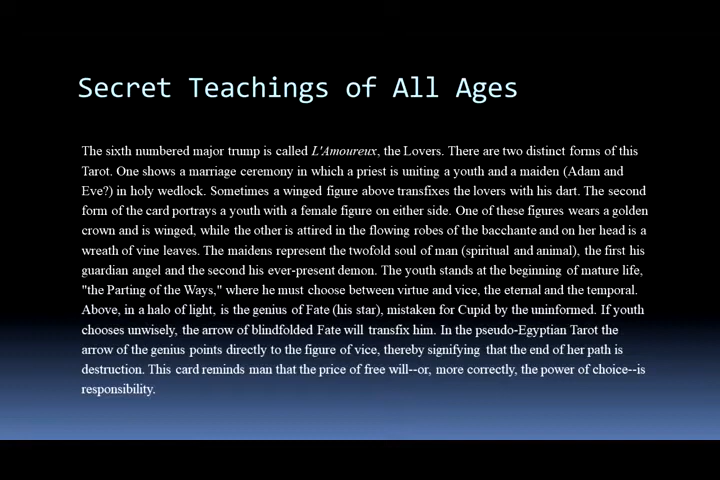 Secret Teachings of All Ages
The sixth numbered major trump is called L'Amoureux, the Lovers. There are two distinct forms of this
Tarot. One shows a marriage ceremony in which a priest is uniting a youth and a maiden (Adam and
Eve?) in holy wedlock. Sometimes a winged figure above transfixes the lovers with his dart. The second
form of the card portrays a youth with a female figure on either side. One of these figures wears a golden
crown and is winged, while the other is attired in the flowing robes of the bacchante and on her head is a
wreath of vine leaves. The maidens represent the twofold soul of man (spiritual and animal), the first his
guardian angel and the second his ever-present demon. The youth stands at the beginning of mature life,
"the Parting of the Ways," where he must choose between virtue and vice, the eternal and the temporal.
Above, in a halo of light, is the genius of Fate (his star), mistaken for Cupid by the uninformed. If youth
chooses unwisely, the arrow of blindfolded Fate will transfix him. In the pseudo-Egyptian Tarot the
arrow of the genius points directly to the figure of vice, thereby signifying that the end of her path is
destruction. This card reminds man that the price of free will--or, more correctly, the power of choice--is
responsibility.